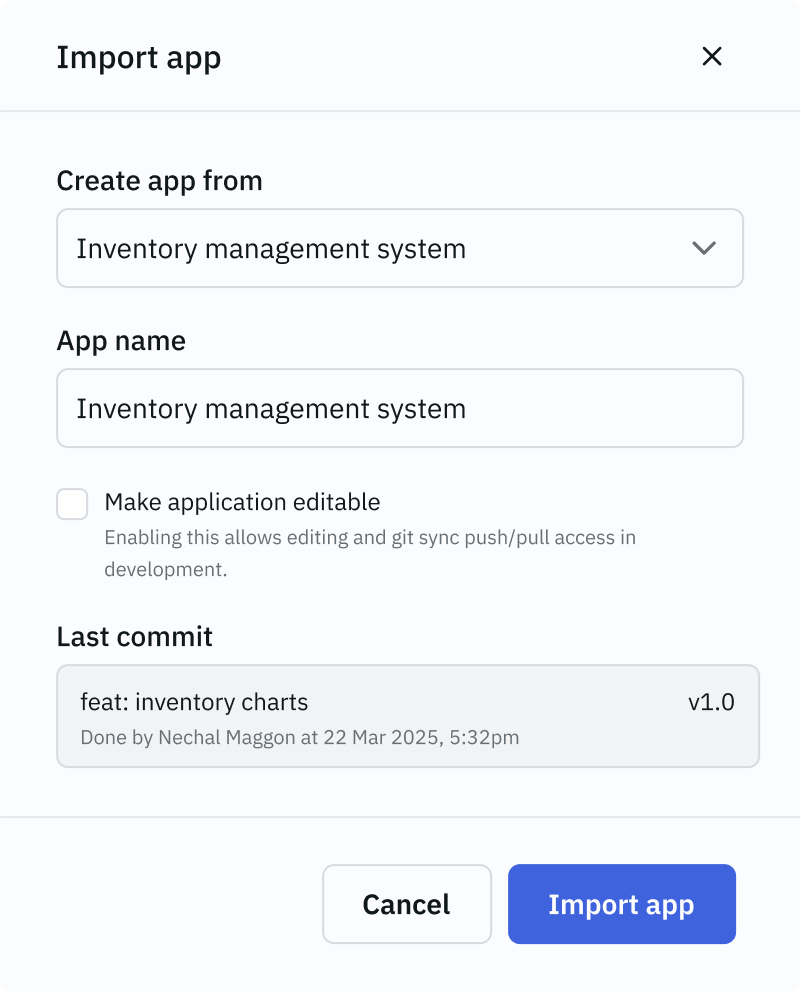 Import app
Create app from
Inventory management system
App name
Inventory management system
Make application editable
Enabling this allows editing and git sync push/pull access in
development.
Last commit
feat: inventory charts v1.0
Done by Nechal Maggon at 22 Mar 2025, 5:32pm
Cancel Import app